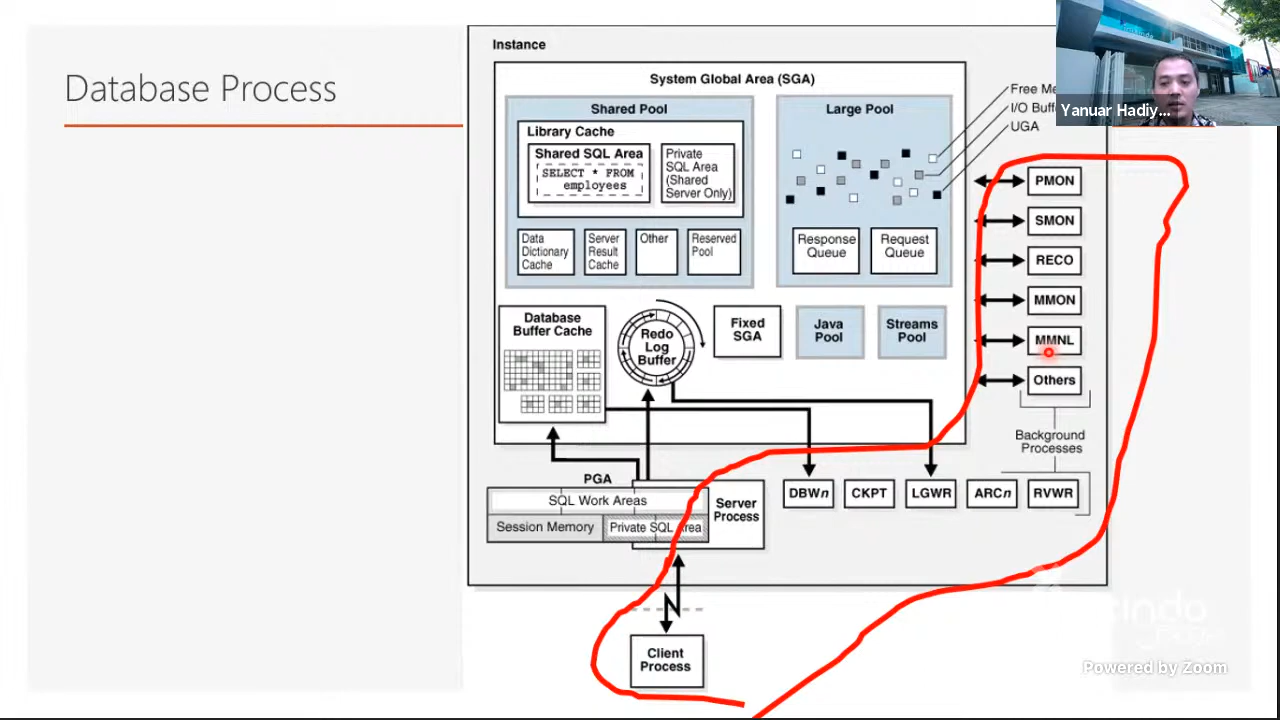 Database Process
Instance
System Global Area (SGA)
Shared Pool
Library Cache
Shared SQL Area
SELECT * FROM
employees
Private
SQL Area
(Shared
Server Only)
Data
Dictionary
Cache
Server
Result
Cache
Other
Reserved
Pool
Large Pool
Response
Queue
Request
Queue
Free
I/O
UGA
Yanuar Hadiy...
Database
Buffer Cache
Redo
Log
Buffer
Fixed
SGA
Java
Pool
Streams
Pool
PMON
SMON
RECO
MMON
MMNL
Others
Background
Processes
PGA
SQL Work Areas
Session Memory
Private SQL Area
Server
Process
DBWn
CKPT
LGWR
ARCn
RVWR
Client
Process
Powered by Zoom